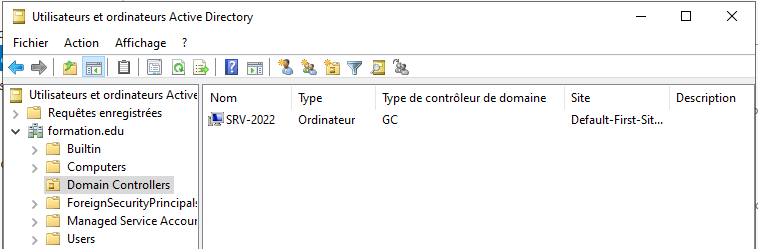 Utilisateurs et ordinateurs Active Directory
Fichier Action Affichage ?
Utilisateurs et ordinateurs Active
Requêtes enregistrées
formation.edu
Builtin
Computers
Domain Controllers
ForeignSecurityPrincipals
Managed Service Accour
Users
Nom Type Type de contrôleur de domaine Site Description
SRV-2022 Ordinateur GC Default-First-Sit...